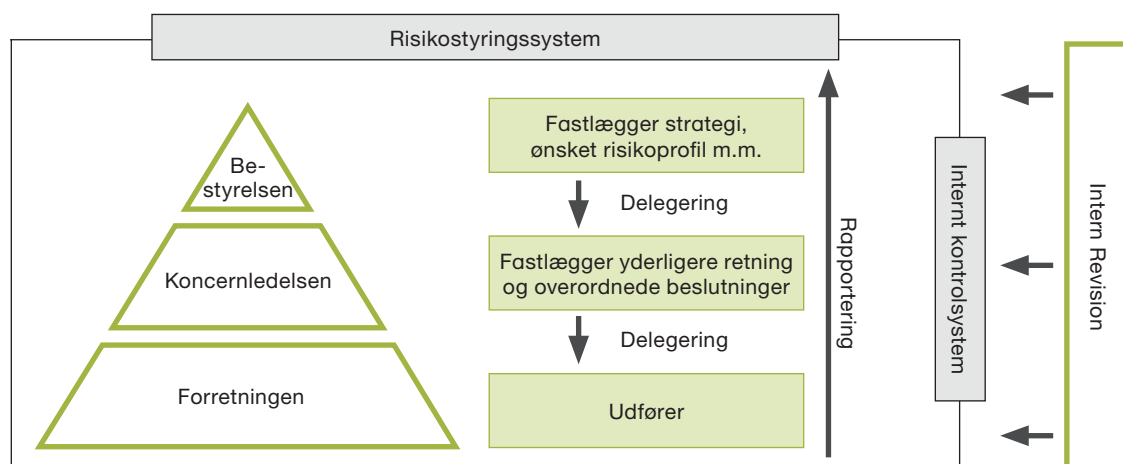 Risikostyringssystem
Be-
styrelsen
Koncernledelsen
Forretningen
Fastlægger strategi,
ønsket risikoprofil m.m.
Delegering
Fastlægger yderligere retning
og overordnede beslutninger
Delegering
Udfører
Rapportering
Internt kontrolsystem
Intern Revision